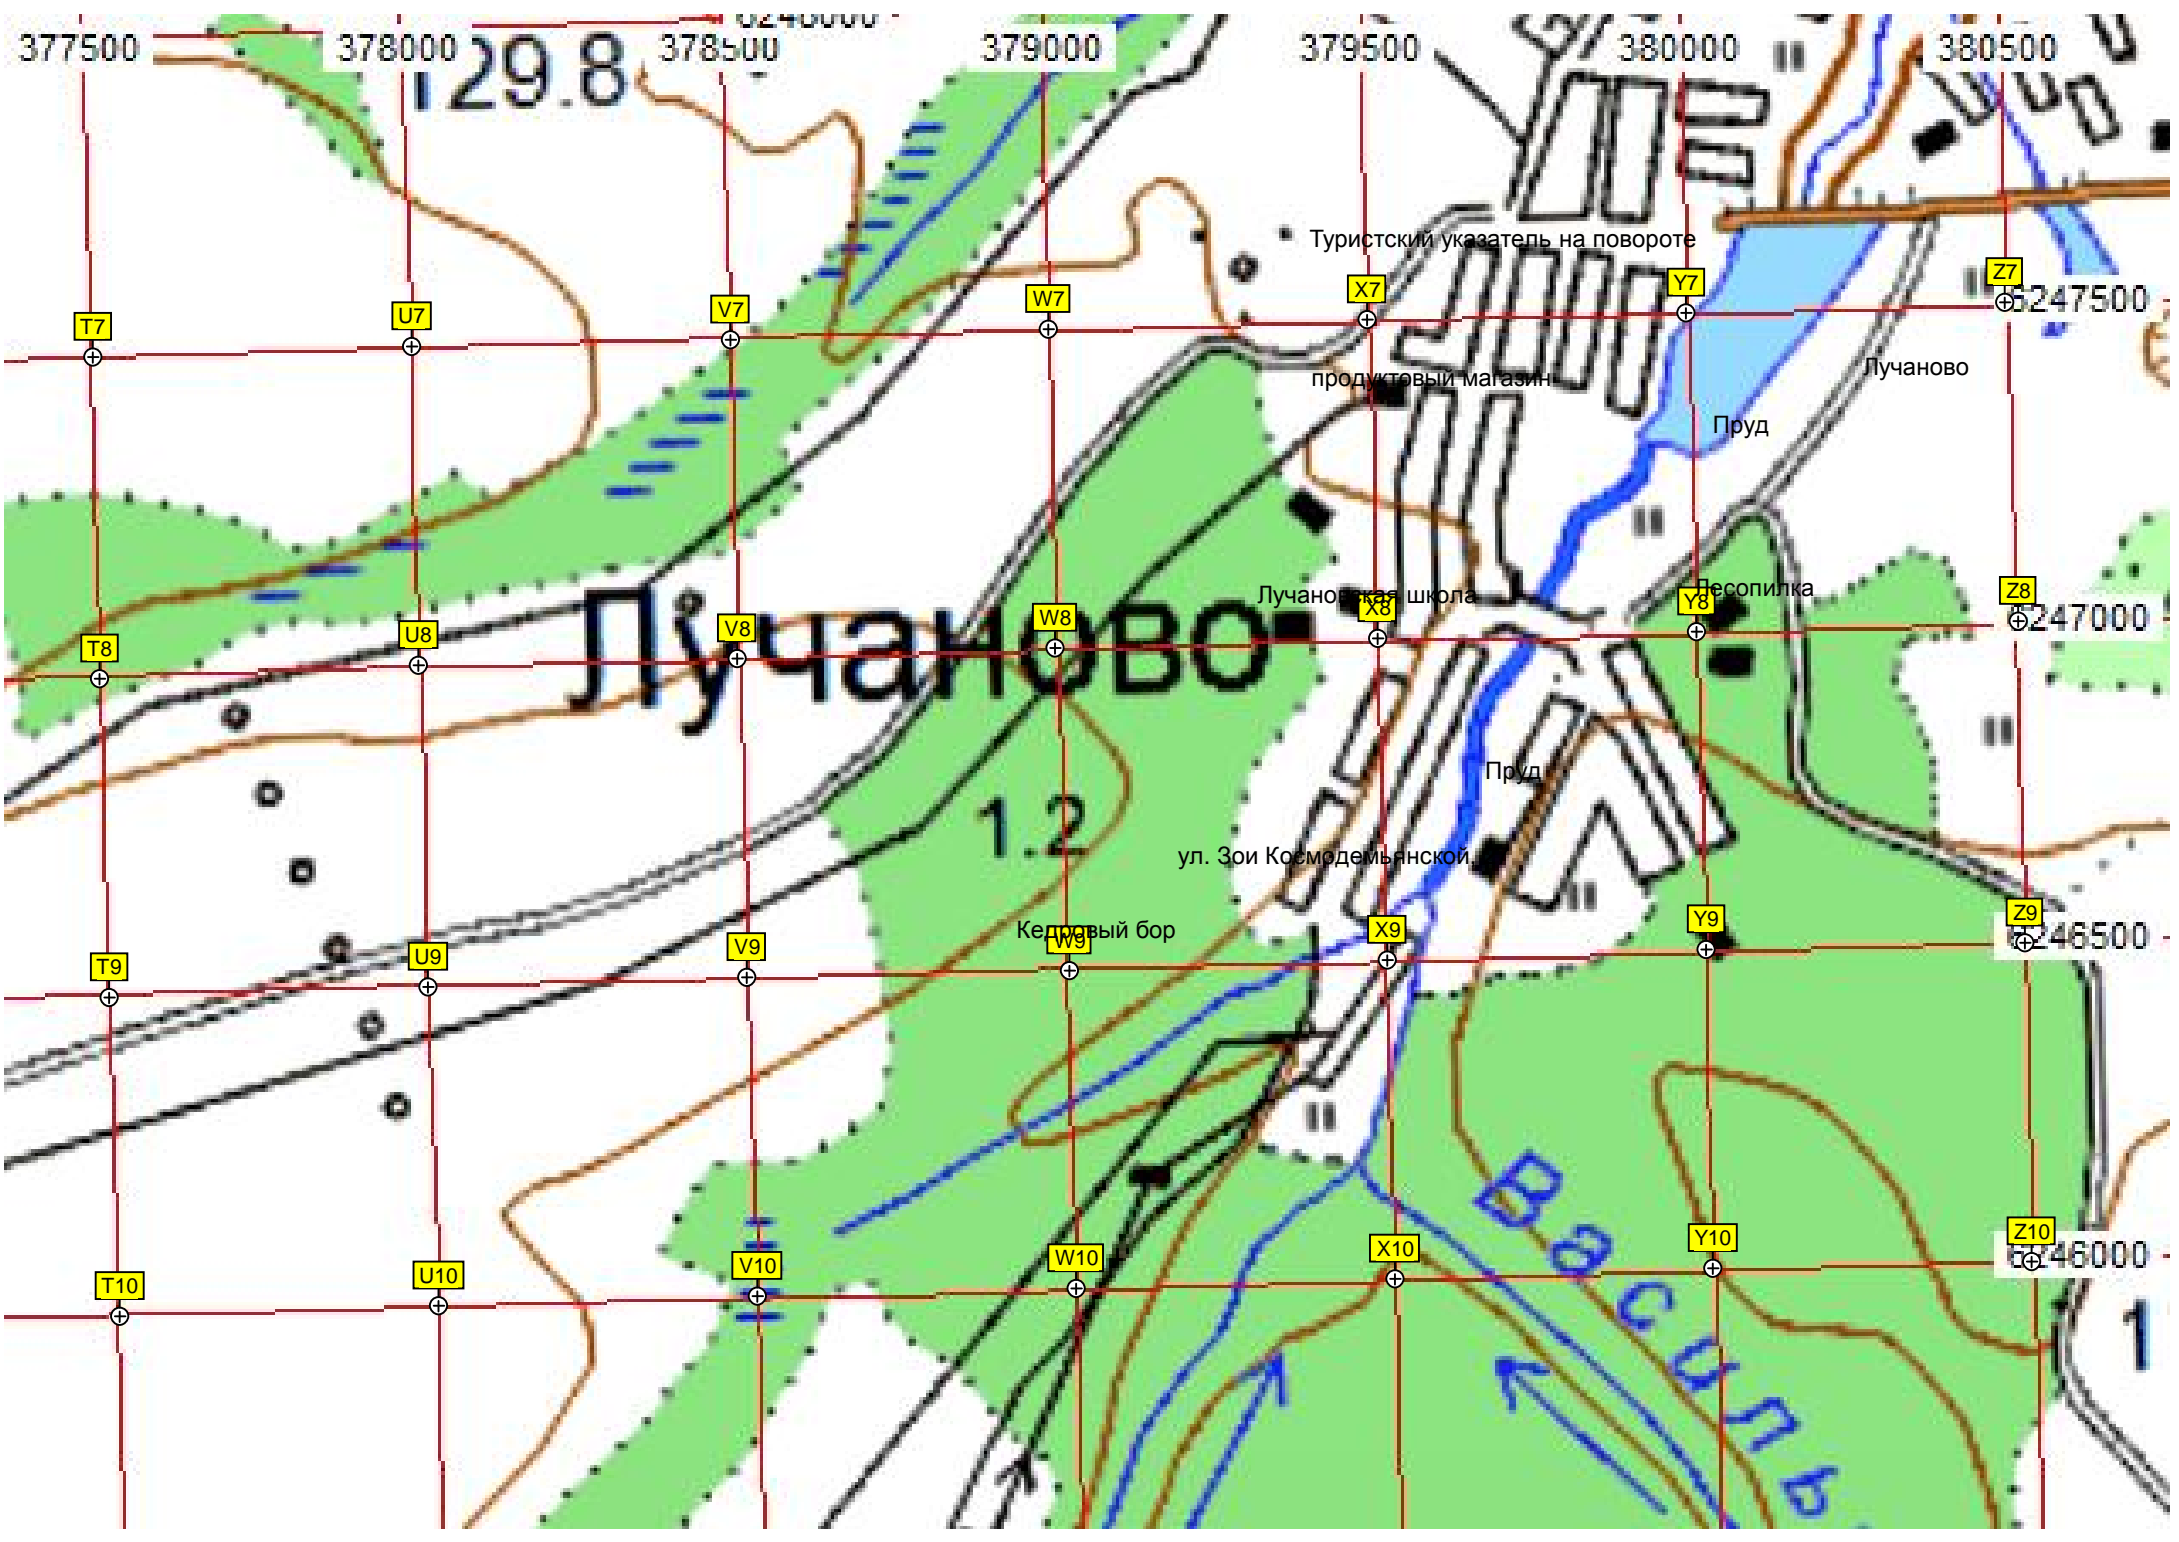 6248000
377500 378000 378500 379000 379500 380000 380500
129.8
Туристский указатель на повороте
T7 U7 V7 W7 X7 Y7 Z7
6247500
продуктовый магазин
Лучаново
Пруд
Лучановская школа
Лесопилка
T8 U8 V8 W8 X8 Y8 Z8
6247000
Лучаново
Пруд
1.2
ул. Зои Космодемьянской,
Кедровый бор
T9 U9 V9 W9 X9 Y9 Z9
6246500
Василь
T10 U10 V10 W10 X10 Y10 Z10
6246000
1